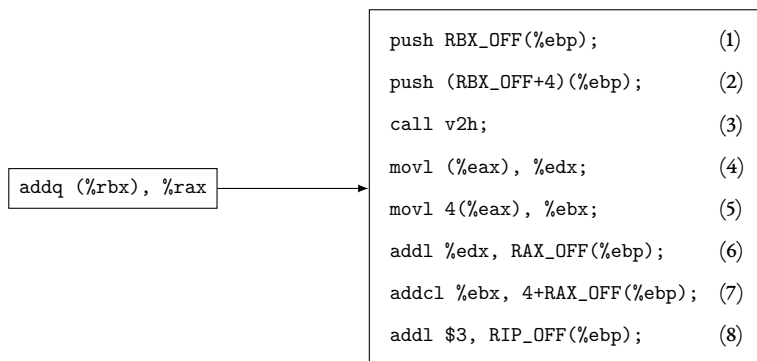 push RBX_OFF(%ebp); (1)
push (RBX_OFF+4)(%ebp); (2)
call v2h; (3)
movl (%eax), %edx; (4)
addq (%rbx), %rax
movl 4(%eax), %ebx; (5)
addl %edx, RAX_OFF(%ebp); (6)
addcl %ebx, 4+RAX_OFF(%ebp); (7)
addl $3, RIP_OFF(%ebp); (8)